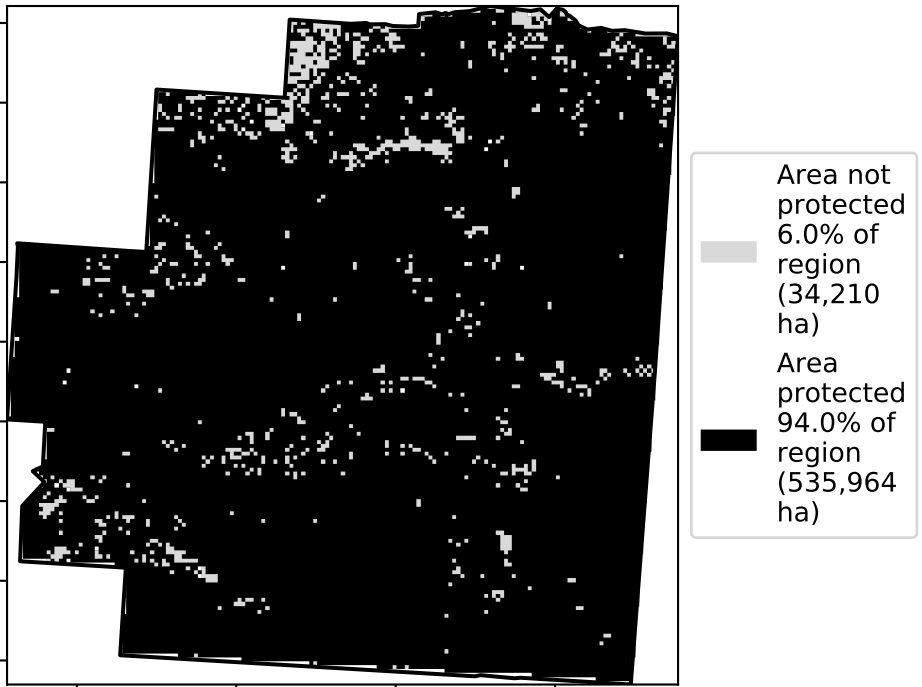 Area not
protected
6.0% of
region
(34,210
ha)
Area
protected
94.0% of
region
(535,964
ha)